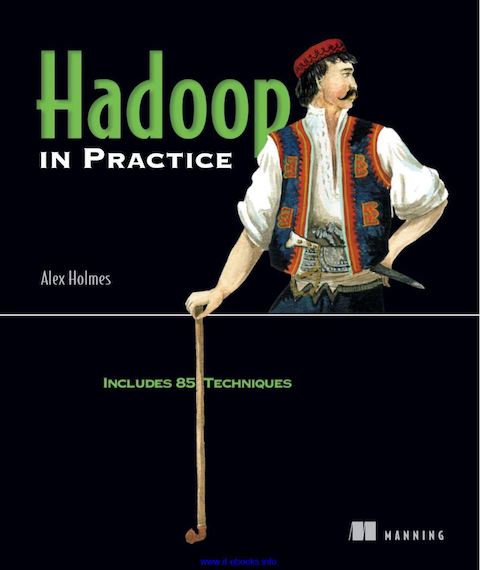 Hadoop
IN PRACTICE
Alex Holmes
INCLUDES 85 TECHNIQUES
MANNING
www.it-ebooks.info